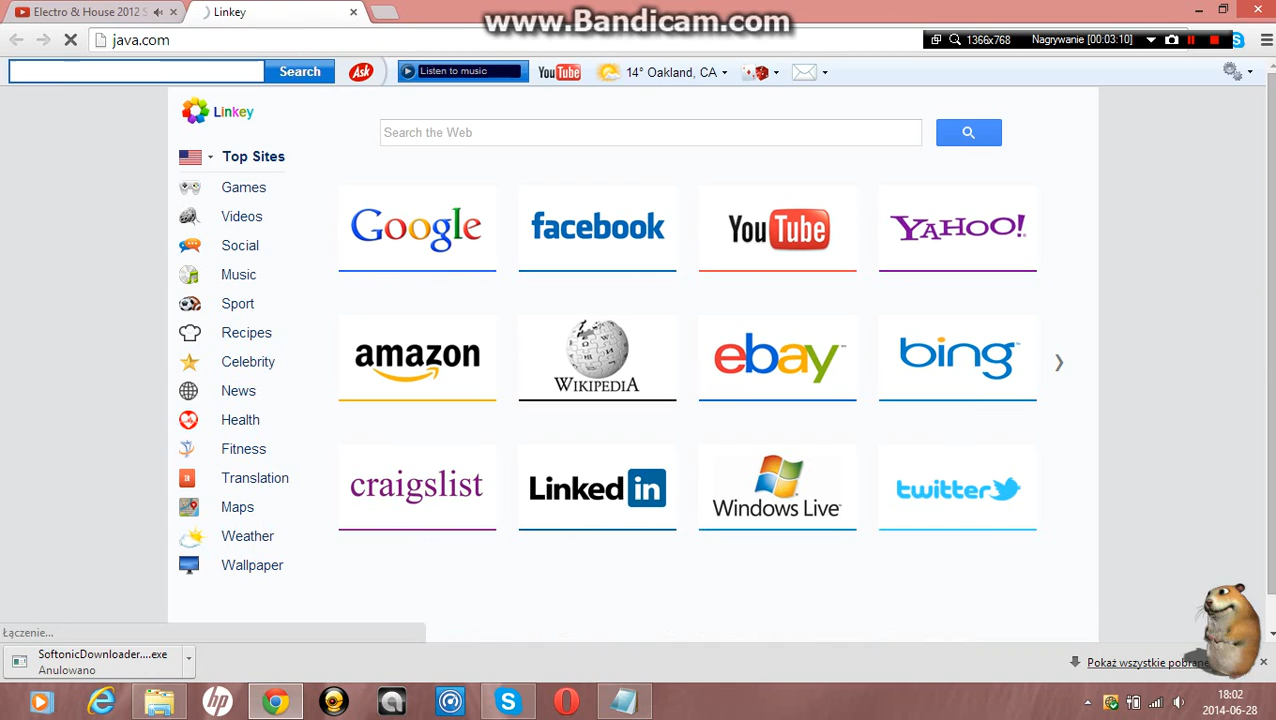 Electro & House 2012 S
Linkey
www.Bandicam.com
java.com
1366x768
Nagrywanie [00:03:10]
Search
Ask
Listen to music
YouTube
14° Oakland, CA
Linkey
Search the Web
Top Sites
Games
Videos
Social
Music
Sport
Recipes
Celebrity
News
Health
Fitness
Translation
Maps
Weather
Wallpaper
Google
facebook
YouTube
YAHOO!
amazon
WIKIPEDIA
ebay
bing
craigslist
LinkedIn
Windows Live
twitter
Łączenie...
SoftonicDownloader....exe
Anulowano
Pokaż wszystkie pobrane
hp
18:02
2014-06-28